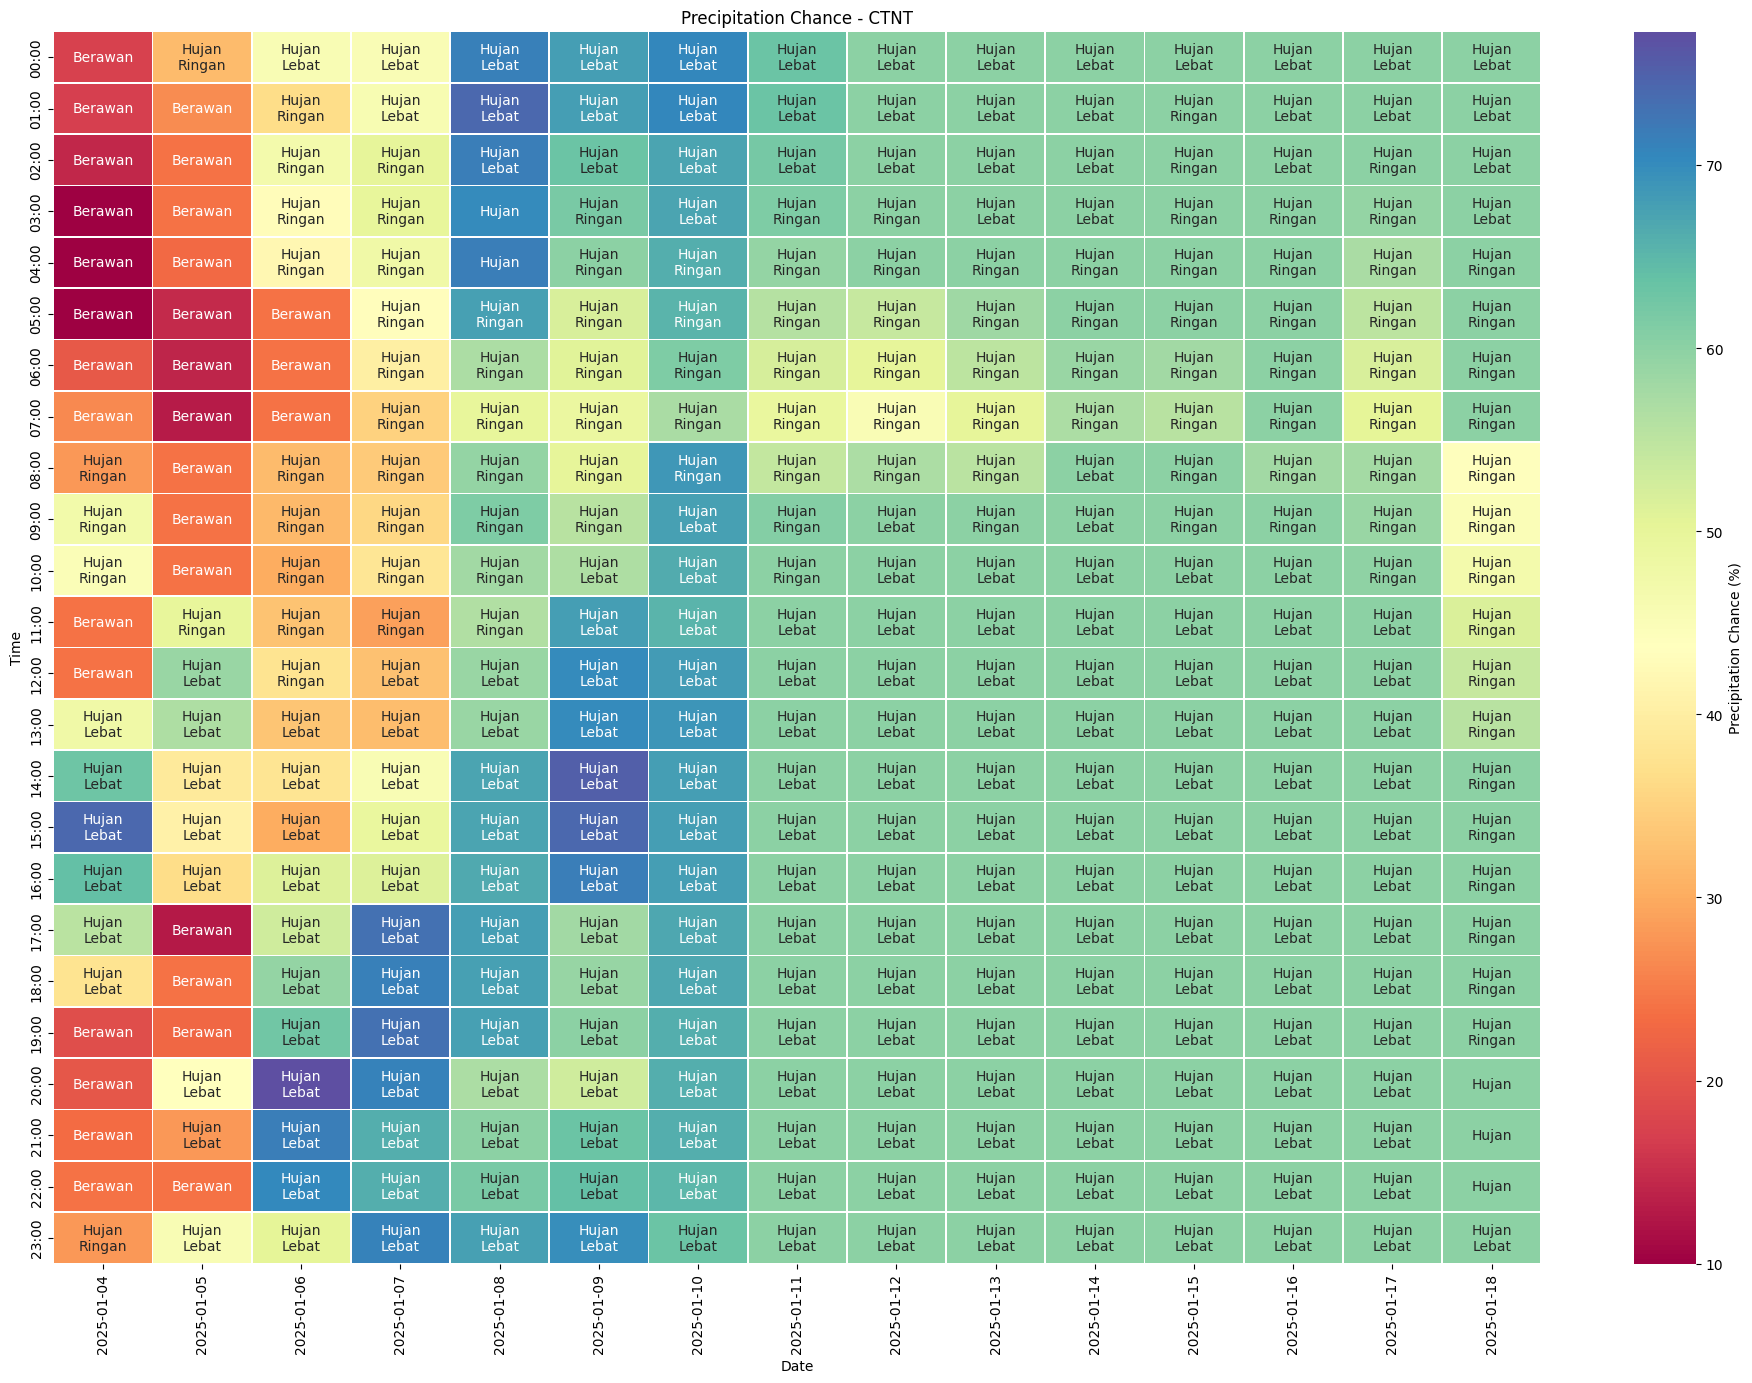 Precipitation Chance - CTNT
Time
00:00 Berawan Hujan Ringan Hujan Lebat Hujan Lebat Hujan Lebat Hujan Lebat Hujan Lebat Hujan Lebat Hujan Lebat Hujan Lebat Hujan Lebat Hujan Lebat Hujan Lebat Hujan Lebat Hujan Lebat
01:00 Berawan Berawan Hujan Ringan Hujan Lebat Hujan Lebat Hujan Lebat Hujan Lebat Hujan Lebat Hujan Lebat Hujan Lebat Hujan Lebat Hujan Ringan Hujan Lebat Hujan Lebat Hujan Lebat
02:00 Berawan Berawan Hujan Ringan Hujan Ringan Hujan Lebat Hujan Lebat Hujan Lebat Hujan Lebat Hujan Lebat Hujan Lebat Hujan Lebat Hujan Ringan Hujan Lebat Hujan Ringan Hujan Lebat
03:00 Berawan Berawan Hujan Ringan Hujan Ringan Hujan Hujan Ringan Hujan Lebat Hujan Ringan Hujan Ringan Hujan Lebat Hujan Lebat Hujan Ringan Hujan Ringan Hujan Ringan Hujan Lebat
04:00 Berawan Berawan Hujan Ringan Hujan Ringan Hujan Hujan Ringan Hujan Ringan Hujan Ringan Hujan Ringan Hujan Ringan Hujan Ringan Hujan Ringan Hujan Ringan Hujan Ringan Hujan Ringan
05:00 Berawan Berawan Berawan Hujan Ringan Hujan Ringan Hujan Ringan Hujan Ringan Hujan Ringan Hujan Ringan Hujan Ringan Hujan Ringan Hujan Ringan Hujan Ringan Hujan Ringan Hujan Ringan
06:00 Berawan Berawan Berawan Hujan Ringan Hujan Ringan Hujan Ringan Hujan Ringan Hujan Ringan Hujan Ringan Hujan Ringan Hujan Ringan Hujan Ringan Hujan Ringan Hujan Ringan Hujan Ringan
07:00 Berawan Berawan Berawan Hujan Ringan Hujan Ringan Hujan Ringan Hujan Ringan Hujan Ringan Hujan Ringan Hujan Ringan Hujan Ringan Hujan Ringan Hujan Ringan Hujan Ringan Hujan Ringan
08:00 Hujan Ringan Berawan Hujan Ringan Hujan Ringan Hujan Ringan Hujan Ringan Hujan Ringan Hujan Ringan Hujan Ringan Hujan Ringan Hujan Lebat Hujan Ringan Hujan Ringan Hujan Ringan Hujan Ringan
09:00 Hujan Ringan Berawan Hujan Ringan Hujan Ringan Hujan Ringan Hujan Ringan Hujan Lebat Hujan Ringan Hujan Lebat Hujan Ringan Hujan Lebat Hujan Ringan Hujan Ringan Hujan Ringan Hujan Ringan
10:00 Hujan Ringan Berawan Hujan Ringan Hujan Ringan Hujan Ringan Hujan Lebat Hujan Lebat Hujan Ringan Hujan Lebat Hujan Lebat Hujan Lebat Hujan Lebat Hujan Lebat Hujan Ringan Hujan Ringan
11:00 Berawan Hujan Ringan Hujan Ringan Hujan Ringan Hujan Ringan Hujan Lebat Hujan Lebat Hujan Lebat Hujan Lebat Hujan Lebat Hujan Lebat Hujan Lebat Hujan Lebat Hujan Lebat Hujan Ringan
12:00 Berawan Hujan Lebat Hujan Ringan Hujan Lebat Hujan Lebat Hujan Lebat Hujan Lebat Hujan Lebat Hujan Lebat Hujan Lebat Hujan Lebat Hujan Lebat Hujan Lebat Hujan Lebat Hujan Ringan
13:00 Hujan Lebat Hujan Lebat Hujan Lebat Hujan Lebat Hujan Lebat Hujan Lebat Hujan Lebat Hujan Lebat Hujan Lebat Hujan Lebat Hujan Lebat Hujan Lebat Hujan Lebat Hujan Lebat Hujan Ringan
14:00 Hujan Lebat Hujan Lebat Hujan Lebat Hujan Lebat Hujan Lebat Hujan Lebat Hujan Lebat Hujan Lebat Hujan Lebat Hujan Lebat Hujan Lebat Hujan Lebat Hujan Lebat Hujan Lebat Hujan Ringan
15:00 Hujan Lebat Hujan Lebat Hujan Lebat Hujan Lebat Hujan Lebat Hujan Lebat Hujan Lebat Hujan Lebat Hujan Lebat Hujan Lebat Hujan Lebat Hujan Lebat Hujan Lebat Hujan Lebat Hujan Ringan
16:00 Hujan Lebat Hujan Lebat Hujan Lebat Hujan Lebat Hujan Lebat Hujan Lebat Hujan Lebat Hujan Lebat Hujan Lebat Hujan Lebat Hujan Lebat Hujan Lebat Hujan Lebat Hujan Lebat Hujan Ringan
17:00 Hujan Lebat Berawan Hujan Lebat Hujan Lebat Hujan Lebat Hujan Lebat Hujan Lebat Hujan Lebat Hujan Lebat Hujan Lebat Hujan Lebat Hujan Lebat Hujan Lebat Hujan Lebat Hujan Ringan
18:00 Hujan Lebat Berawan Hujan Lebat Hujan Lebat Hujan Lebat Hujan Lebat Hujan Lebat Hujan Lebat Hujan Lebat Hujan Lebat Hujan Lebat Hujan Lebat Hujan Lebat Hujan Lebat Hujan Ringan
19:00 Berawan Berawan Hujan Lebat Hujan Lebat Hujan Lebat Hujan Lebat Hujan Lebat Hujan Lebat Hujan Lebat Hujan Lebat Hujan Lebat Hujan Lebat Hujan Lebat Hujan Lebat Hujan Ringan
20:00 Berawan Hujan Lebat Hujan Lebat Hujan Lebat Hujan Lebat Hujan Lebat Hujan Lebat Hujan Lebat Hujan Lebat Hujan Lebat Hujan Lebat Hujan Lebat Hujan Lebat Hujan Lebat Hujan
21:00 Berawan Hujan Lebat Hujan Lebat Hujan Lebat Hujan Lebat Hujan Lebat Hujan Lebat Hujan Lebat Hujan Lebat Hujan Lebat Hujan Lebat Hujan Lebat Hujan Lebat Hujan Lebat Hujan
22:00 Berawan Berawan Hujan Lebat Hujan Lebat Hujan Lebat Hujan Lebat Hujan Lebat Hujan Lebat Hujan Lebat Hujan Lebat Hujan Lebat Hujan Lebat Hujan Lebat Hujan Lebat Hujan
23:00 Hujan Ringan Hujan Lebat Hujan Lebat Hujan Lebat Hujan Lebat Hujan Lebat Hujan Lebat Hujan Lebat Hujan Lebat Hujan Lebat Hujan Lebat Hujan Lebat Hujan Lebat Hujan Lebat Hujan Lebat
2025-01-04 2025-01-05 2025-01-06 2025-01-07 2025-01-08 2025-01-09 2025-01-10 2025-01-11 2025-01-12 2025-01-13 2025-01-14 2025-01-15 2025-01-16 2025-01-17 2025-01-18
Date
70
60
50
40
30
20
10
Precipitation Chance (%)